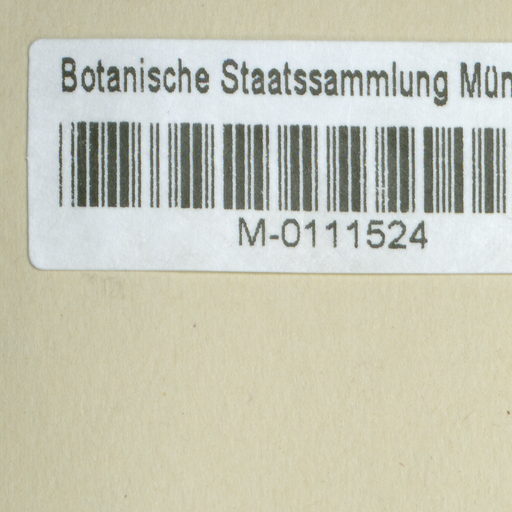 Botanische Staatssammlung Mün
M-0111524